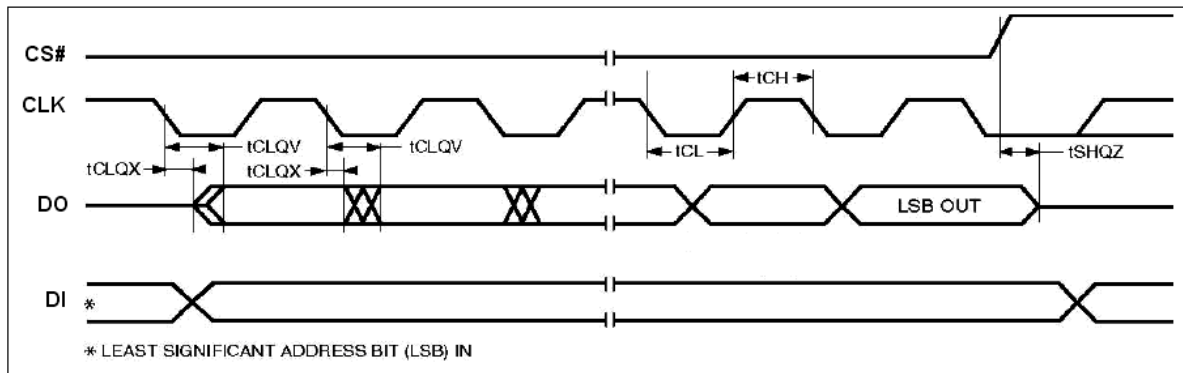 CS#
tCH
CLK
tCLQV
tCLQV
tCL
tCLQX
tCLQX
tSHQZ
DO
LSB OUT
DI
*
* LEAST SIGNIFICANT ADDRESS BIT (LSB) IN